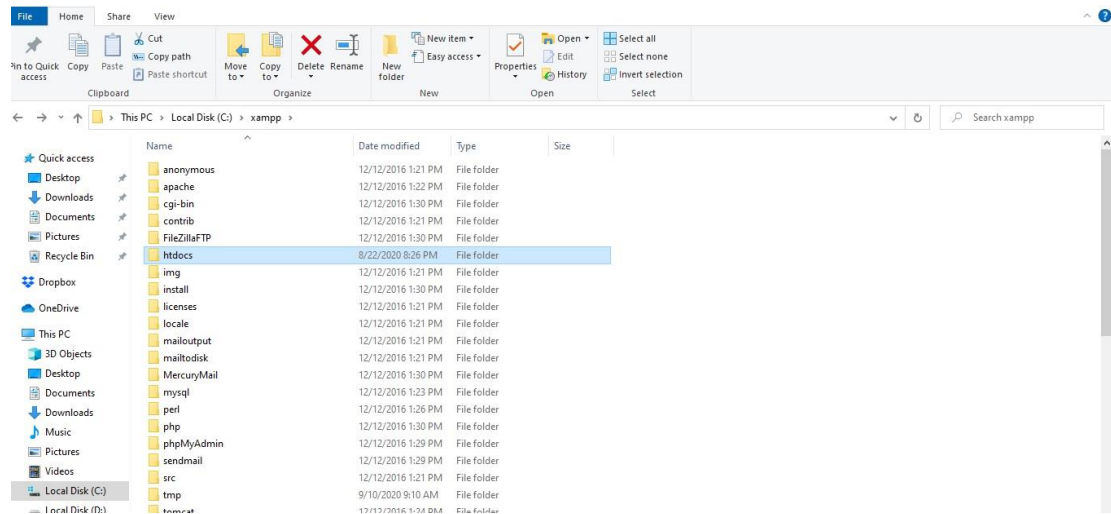 File Home Share View
Pin to Quick access
Copy
Paste
Cut
Copy path
Paste shortcut
Move to
Copy to
Delete
Rename
New folder
New item
Easy access
Properties
Open
Edit
History
Select all
Select none
Invert selection
Clipboard Organize New Open Select
This PC > Local Disk (C:) > xampp >
Search xampp
Name Date modified Type Size
Quick access
Desktop
Downloads
Documents
Pictures
Recycle Bin
Dropbox
OneDrive
This PC
3D Objects
Desktop
Documents
Downloads
Music
Pictures
Videos
Local Disk (C:)
Local Disk (D:)
anonymous 12/12/2016 1:21 PM File folder
apache 12/12/2016 1:22 PM File folder
cgi-bin 12/12/2016 1:30 PM File folder
contrib 12/12/2016 1:21 PM File folder
FileZillaFTP 12/12/2016 1:30 PM File folder
htdocs 8/22/2020 8:26 PM File folder
img 12/12/2016 1:21 PM File folder
install 12/12/2016 1:30 PM File folder
licenses 12/12/2016 1:21 PM File folder
locale 12/12/2016 1:21 PM File folder
mailoutput 12/12/2016 1:21 PM File folder
mailtodisk 12/12/2016 1:21 PM File folder
MercuryMail 12/12/2016 1:30 PM File folder
mysql 12/12/2016 1:23 PM File folder
perl 12/12/2016 1:26 PM File folder
php 12/12/2016 1:30 PM File folder
phpMyAdmin 12/12/2016 1:29 PM File folder
sendmail 12/12/2016 1:29 PM File folder
src 12/12/2016 1:21 PM File folder
tmp 9/10/2020 9:10 AM File folder
tomcat 12/12/2016 1:24 PM File folder